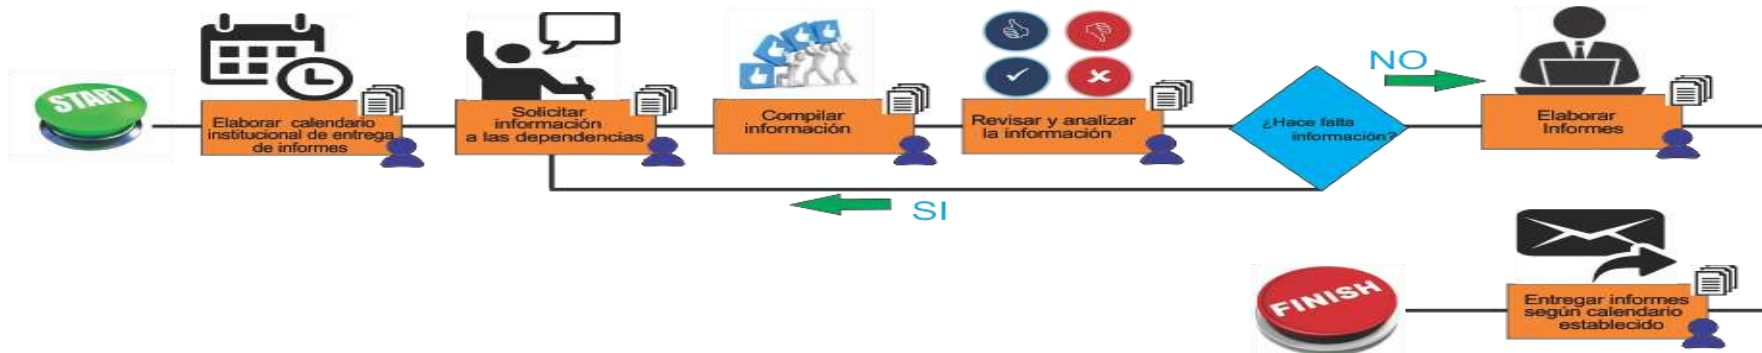 START
Elaborar calendario
institucional de entrega
de informes
Solicitar
información
a las dependencias
Compilar
información
Revisar y analizar
la información
¿Hace falta
información?
NO
Elaborar
Informes
SI
FINISH
Entregar informes
según calendario
establecido